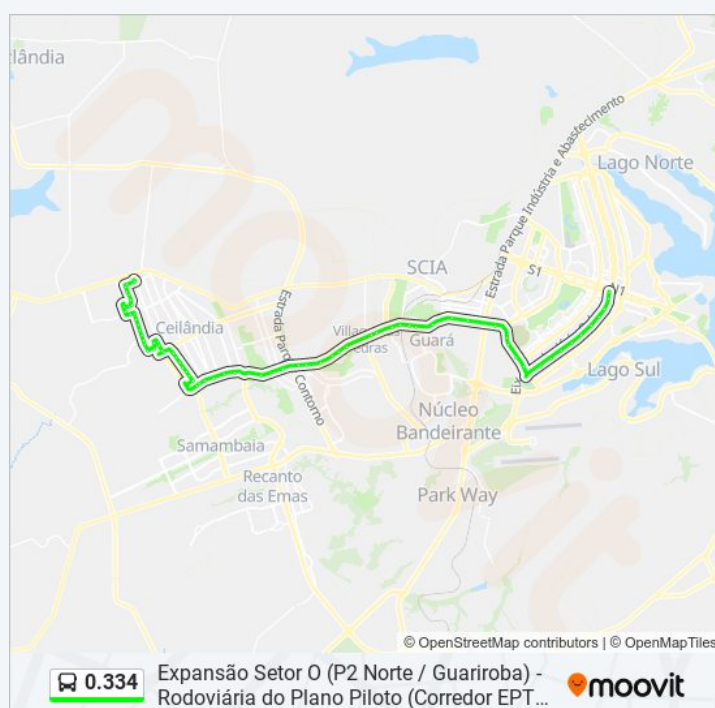 zlândia
Lago Norte
Estrada Parque Indústria e Abastecimento
SCIA
S1
N1
Ceilândia
Estrada Parque Contorno
Guará
Lago Sul
Núcleo
Bandeirante
Samambaia
Recanto
das Emas
Park Way
© OpenStreetMap contributors | © OpenMapTiles
0.334
Expansão Setor O (P2 Norte / Guariroba) -
Rodoviária do Plano Piloto (Corredor EPT...
moovit